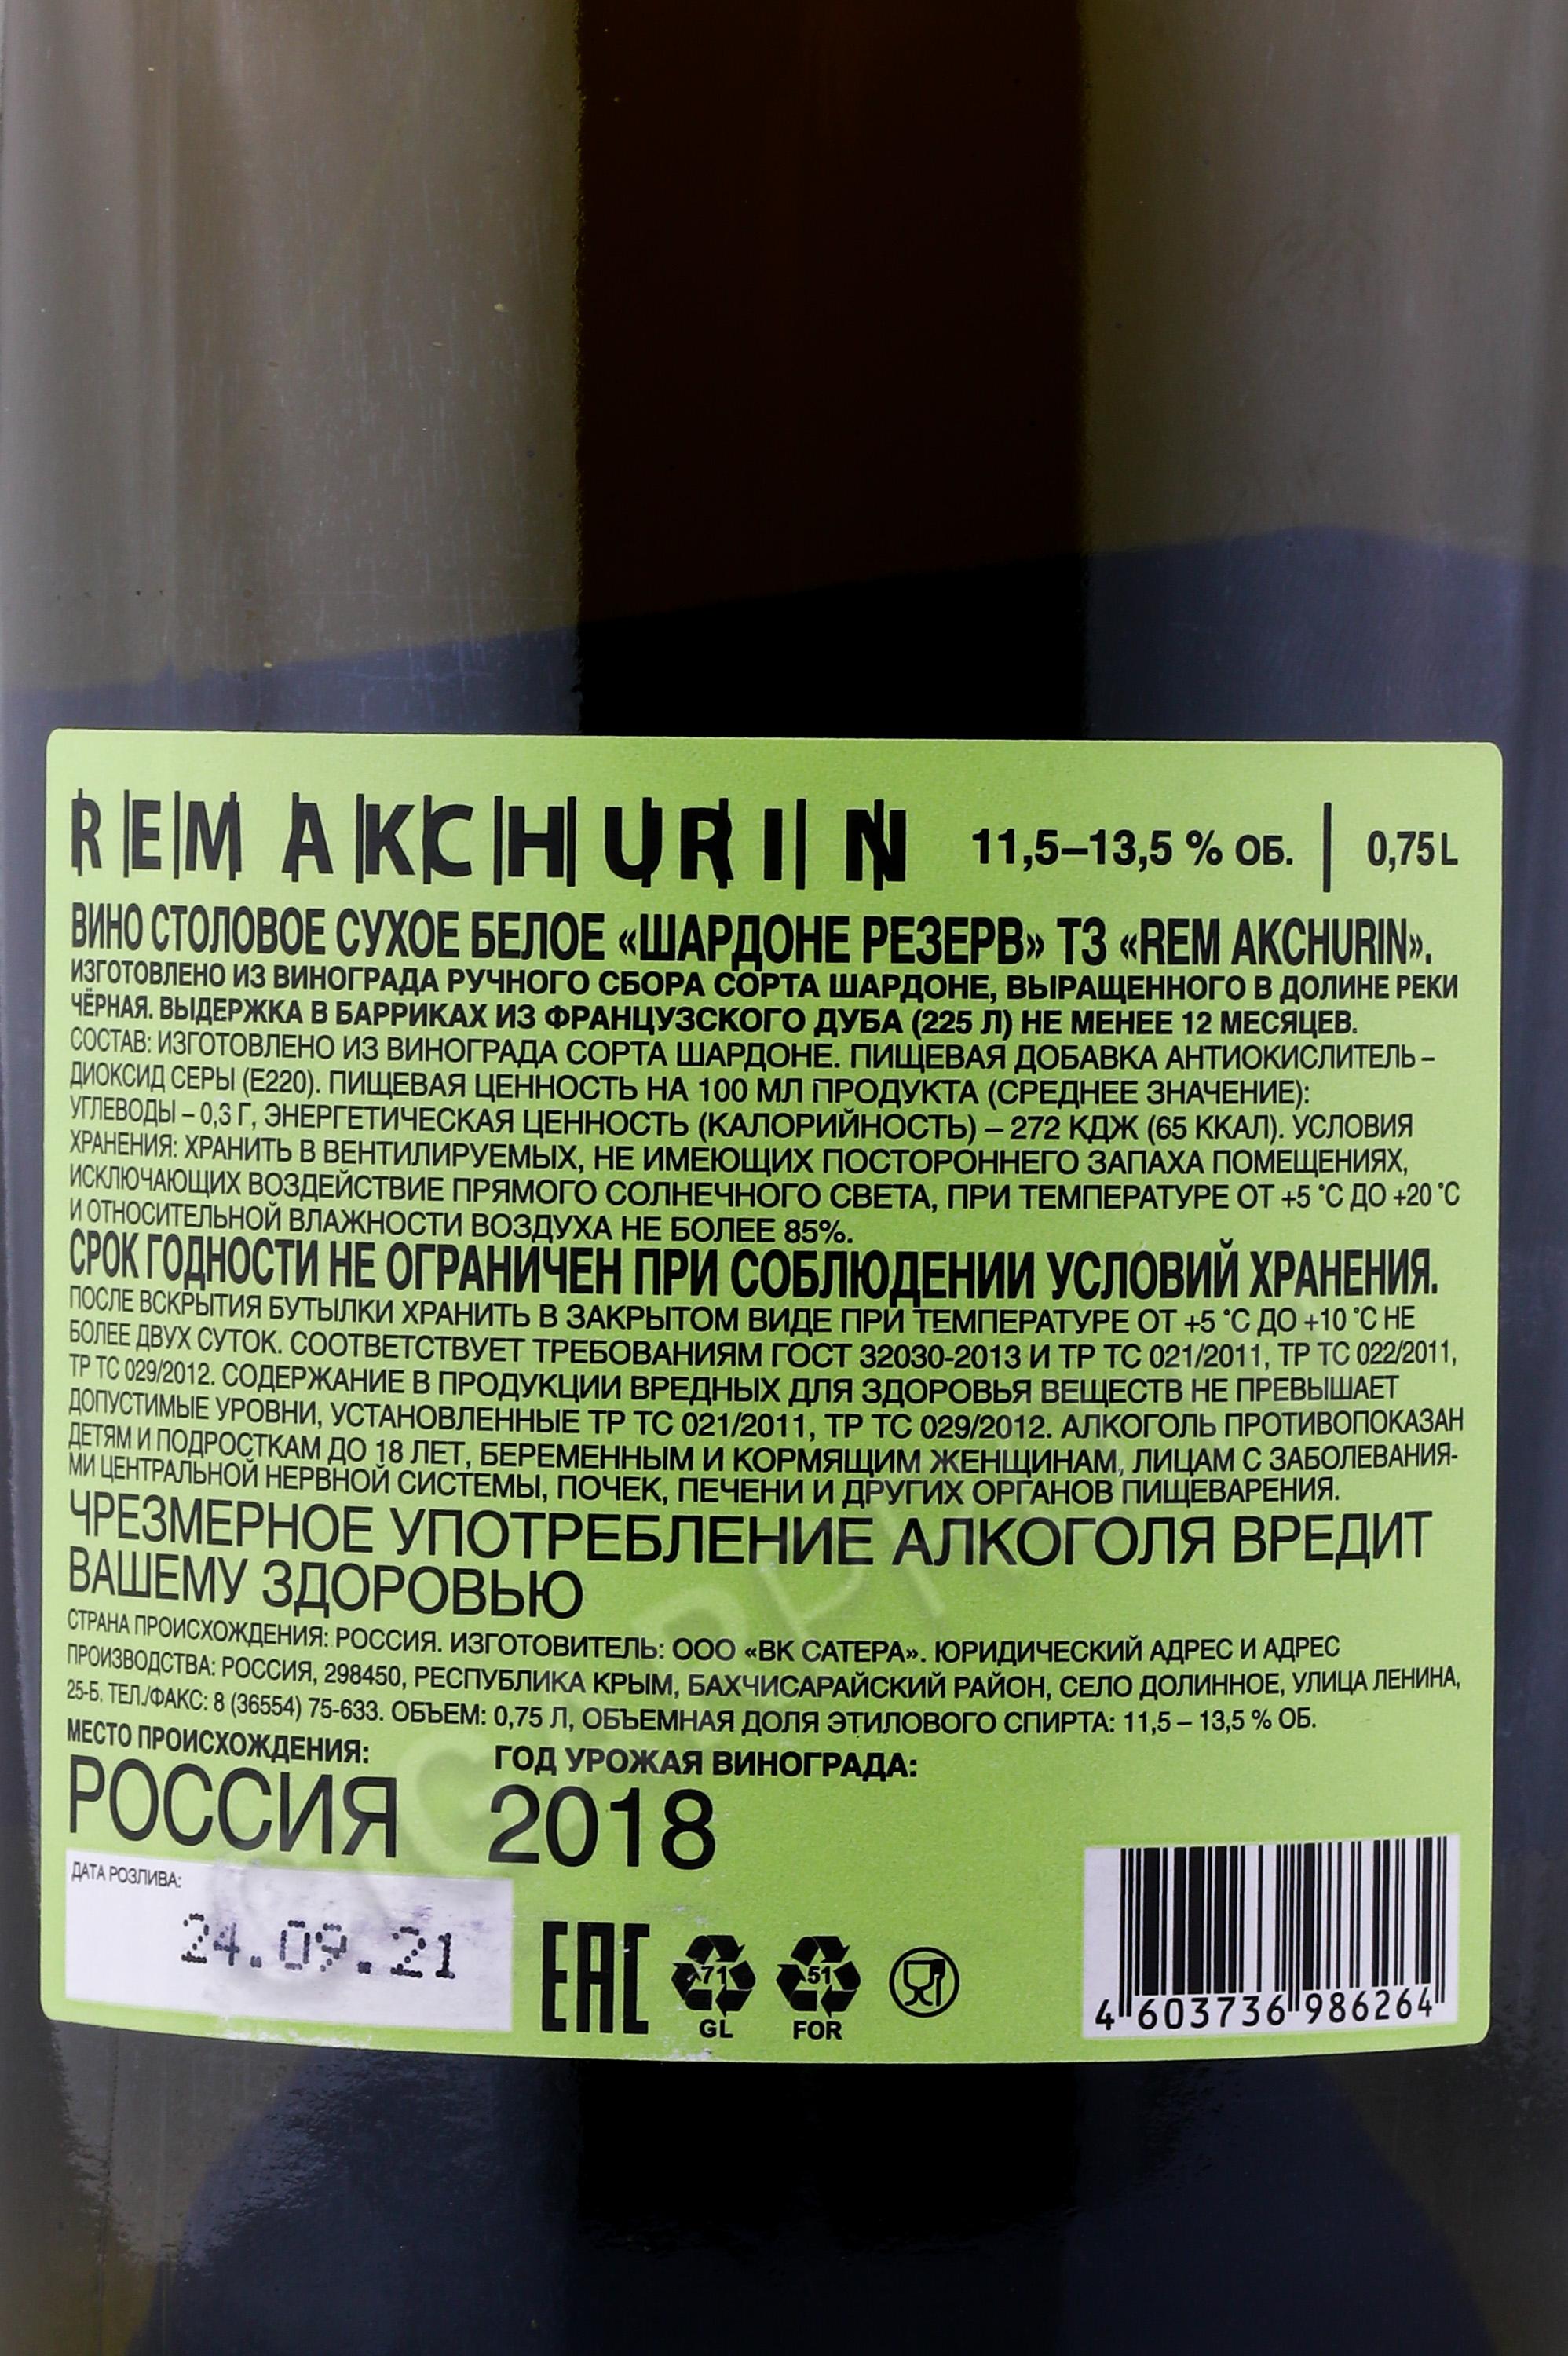 REM AKCHURIN 11,5–13,5 % ОБ. | 0,75 L
ВИНО СТОЛОВОЕ СУХОЕ БЕЛОЕ «ШАРДОНЕ РЕЗЕРВ» ТЗ «REM AKCHURIN».
ИЗГОТОВЛЕНО ИЗ ВИНОГРАДА РУЧНОГО СБОРА СОРТА ШАРДОНЕ, ВЫРАЩЕННОГО В ДОЛИНЕ РЕКИ
ЧЁРНАЯ. ВЫДЕРЖКА В БАРРИКАХ ИЗ ФРАНЦУЗСКОГО ДУБА (225 Л) НЕ МЕНЕЕ 12 МЕСЯЦЕВ.
СОСТАВ: ИЗГОТОВЛЕНО ИЗ ВИНОГРАДА СОРТА ШАРДОНЕ. ПИЩЕВАЯ ДОБАВКА АНТИОКИСЛИТЕЛЬ –
ДИОКСИД СЕРЫ (Е220). ПИЩЕВАЯ ЦЕННОСТЬ НА 100 МЛ ПРОДУКТА (СРЕДНЕЕ ЗНАЧЕНИЕ):
УГЛЕВОДЫ – 0,3 Г, ЭНЕРГЕТИЧЕСКАЯ ЦЕННОСТЬ (КАЛОРИЙНОСТЬ) – 272 КДЖ (65 ККАЛ). УСЛОВИЯ
ХРАНЕНИЯ: ХРАНИТЬ В ВЕНТИЛИРУЕМЫХ, НЕ ИМЕЮЩИХ ПОСТОРОННЕГО ЗАПАХА ПОМЕЩЕНИЯХ,
ИСКЛЮЧАЮЩИХ ВОЗДЕЙСТВИЕ ПРЯМОГО СОЛНЕЧНОГО СВЕТА, ПРИ ТЕМПЕРАТУРЕ ОТ +5 °С ДО +20 °С
И ОТНОСИТЕЛЬНОЙ ВЛАЖНОСТИ ВОЗДУХА НЕ БОЛЕЕ 85%.
СРОК ГОДНОСТИ НЕ ОГРАНИЧЕН ПРИ СОБЛЮДЕНИИ УСЛОВИЙ ХРАНЕНИЯ.
ПОСЛЕ ВСКРЫТИЯ БУТЫЛКИ ХРАНИТЬ В ЗАКРЫТОМ ВИДЕ ПРИ ТЕМПЕРАТУРЕ ОТ +5 °С ДО +10 °С НЕ
БОЛЕЕ ДВУХ СУТОК. СООТВЕТСТВУЕТ ТРЕБОВАНИЯМ ГОСТ 32030-2013 И ТР ТС 021/2011, ТР ТС 022/2011,
ТР ТС 029/2012. СОДЕРЖАНИЕ В ПРОДУКЦИИ ВРЕДНЫХ ДЛЯ ЗДОРОВЬЯ ВЕЩЕСТВ НЕ ПРЕВЫШАЕТ
ДОПУСТИМЫЕ УРОВНИ, УСТАНОВЛЕННЫЕ ТР ТС 021/2011, ТР ТС 029/2012. АЛКОГОЛЬ ПРОТИВОПОКАЗАН
ДЕТЯМ И ПОДРОСТКАМ ДО 18 ЛЕТ, БЕРЕМЕННЫМ И КОРМЯЩИМ ЖЕНЩИНАМ, ЛИЦАМ С ЗАБОЛЕВАНИЯ-
МИ ЦЕНТРАЛЬНОЙ НЕРВНОЙ СИСТЕМЫ, ПОЧЕК, ПЕЧЕНИ И ДРУГИХ ОРГАНОВ ПИЩЕВАРЕНИЯ.
ЧРЕЗМЕРНОЕ УПОТРЕБЛЕНИЕ АЛКОГОЛЯ ВРЕДИТ
ВАШЕМУ ЗДОРОВЬЮ
СТРАНА ПРОИСХОЖДЕНИЯ: РОССИЯ. ИЗГОТОВИТЕЛЬ: ООО «ВК САТЕРА». ЮРИДИЧЕСКИЙ АДРЕС И АДРЕС
ПРОИЗВОДСТВА: РОССИЯ, 298450, РЕСПУБЛИКА КРЫМ, БАХЧИСАРАЙСКИЙ РАЙОН, СЕЛО ДОЛИННОЕ, УЛИЦА ЛЕНИНА,
25-Б. ТЕЛ./ФАКС: 8 (36554) 75-633. ОБЪЕМ: 0,75 Л, ОБЪЕМНАЯ ДОЛЯ ЭТИЛОВОГО СПИРТА: 11,5 – 13,5 % ОБ.
МЕСТО ПРОИСХОЖДЕНИЯ: ГОД УРОЖАЯ ВИНОГРАДА:
РОССИЯ 2018
ДАТА РОЗЛИВА:
24.09.21
EAC 71 GL 51 FOR
4 603736 986264